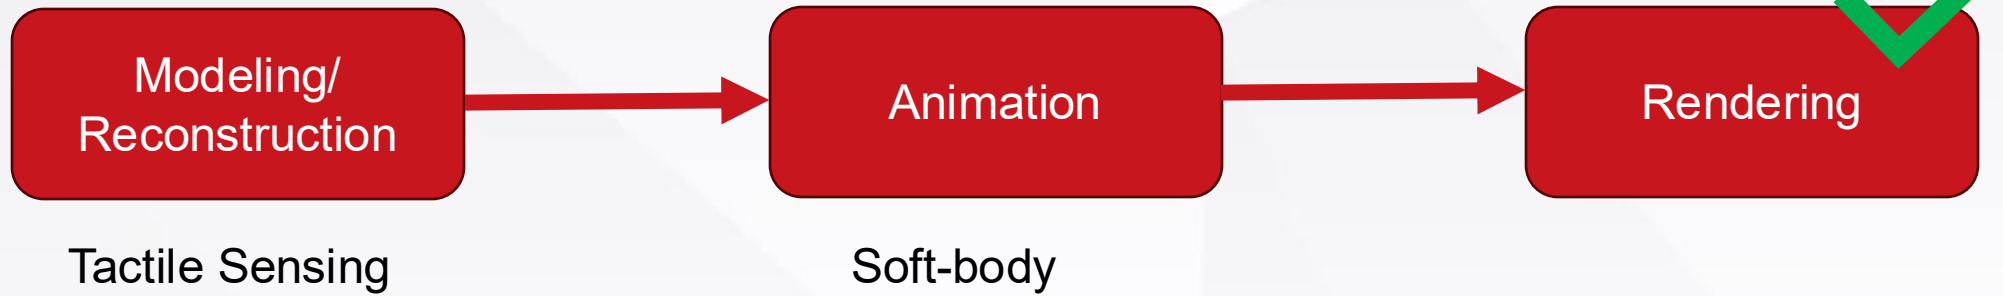 Modeling/
Reconstruction
Animation
Rendering
Tactile Sensing
Soft-body